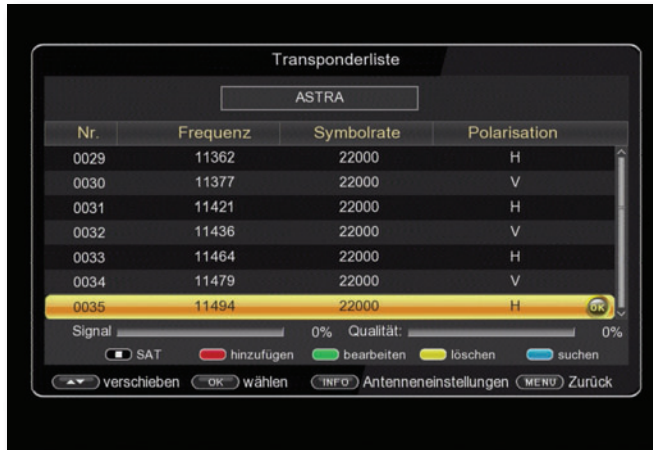 Transponderliste
ASTRA
Nr. Frequenz Symbolrate Polarisation
0029 11362 22000 H
0030 11377 22000 V
0031 11421 22000 H
0032 11436 22000 V
0033 11464 22000 H
0034 11479 22000 V
0035 11494 22000 H OK
Signal 0% Qualität: 0%
SAT hinzufügen bearbeiten löschen suchen
verschieben OK wählen INFO Antenneneinstellungen MENU Zurück